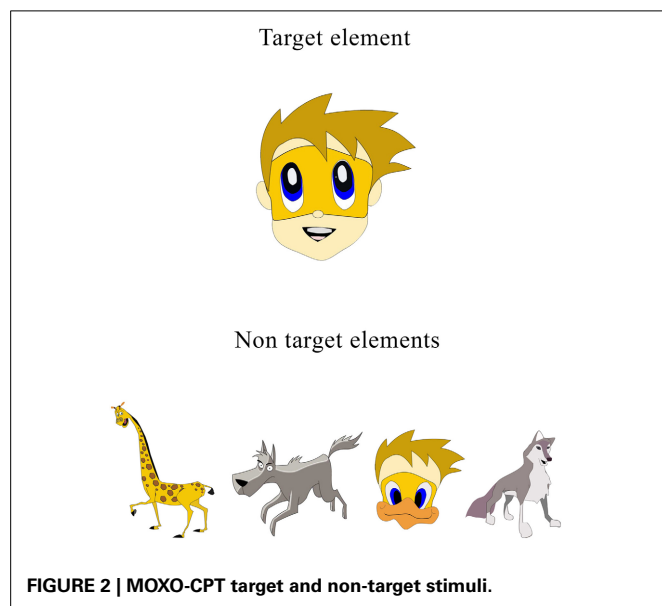 Target element
Non target elements
FIGURE 2 | MOXO-CPT target and non-target stimuli.